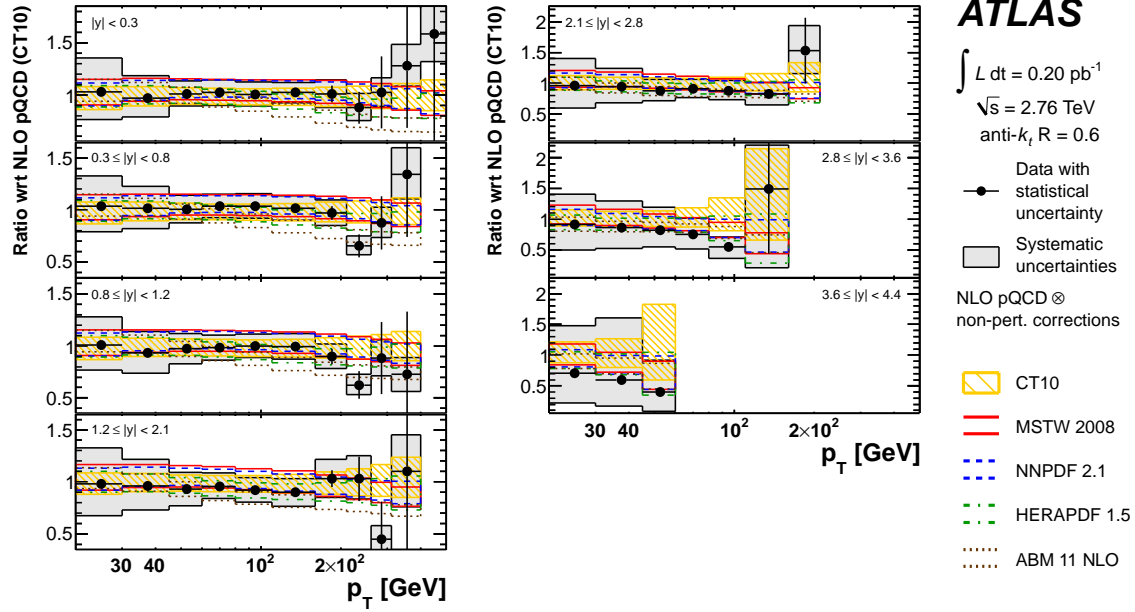 Ratio wrt NLO pQCD (CT10)
|y| < 0.3
1.5
1
0.3 ≤ |y| < 0.8
1.5
1
0.5
0.8 ≤ |y| < 1.2
1.5
1
0.5
1.2 ≤ |y| < 2.1
1.5
1
0.5
30 40 10² 2×10²
p_T [GeV]
Ratio wrt NLO pQCD (CT10)
2.1 ≤ |y| < 2.8
2
1.5
1
0.5
2.8 ≤ |y| < 3.6
2
1.5
1
0.5
3.6 ≤ |y| < 4.4
2
1.5
1
0.5
30 40 10² 2×10²
p_T [GeV]
ATLAS
∫ L dt = 0.20 pb⁻¹
√s = 2.76 TeV
anti-k_t R = 0.6
Data with
statistical
uncertainty
Systematic
uncertainties
NLO pQCD ⊗
non-pert. corrections
CT10
MSTW 2008
NNPDF 2.1
HERAPDF 1.5
ABM 11 NLO